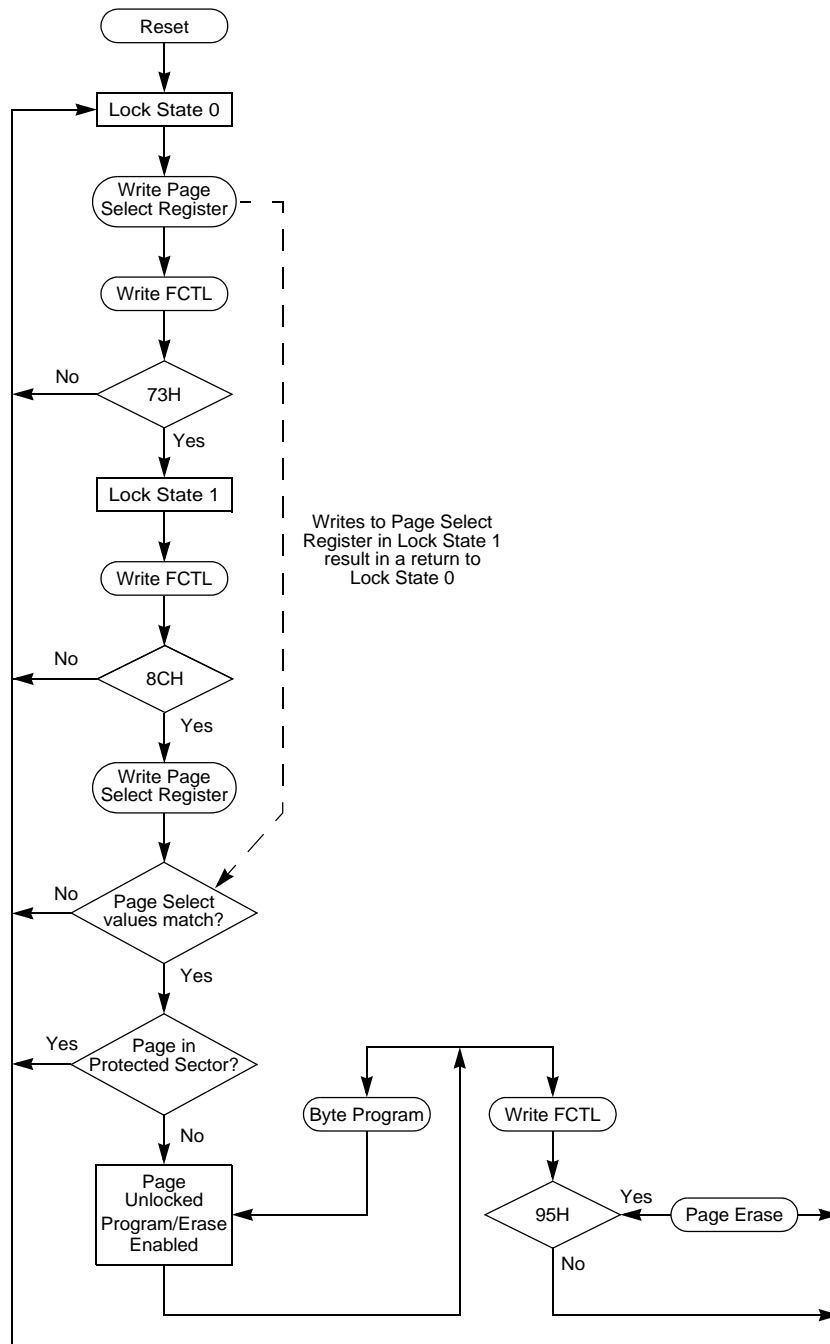 Reset
Lock State 0
Write Page
Select Register
Write FCTL
No
73H
Yes
Lock State 1
Writes to Page Select
Register in Lock State 1
result in a return to
Lock State 0
Write FCTL
No
8CH
Yes
Write Page
Select Register
No
Page Select
values match?
Yes
Yes
Page in
Protected Sector?
No
Byte Program
Write FCTL
Page
Unlocked
Program/Erase
Enabled
95H
Yes
Page Erase
No